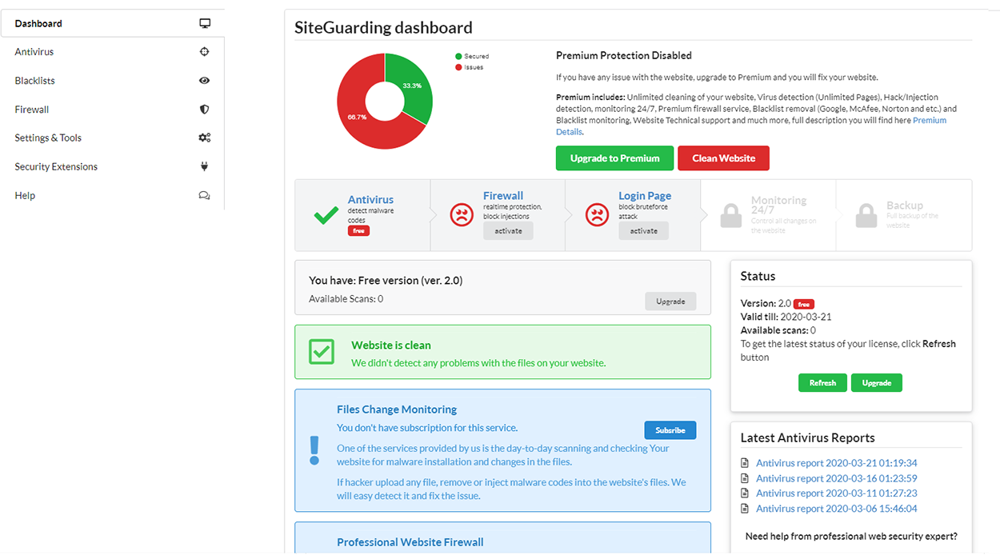 Dashboard
Antivirus
Blacklists
Firewall
Settings & Tools
Security Extensions
Help
SiteGuarding dashboard
33.3%
66.7%
Secured
Issues
Premium Protection Disabled
If you have any issue with the website, upgrade to Premium and you will fix your website.
Premium includes: Unlimited cleaning of your website, Virus detection (Unlimited Pages), Hack/Injection
detection, monitoring 24/7, Premium firewall service, Blacklist removal (Google, McAfee, Norton and etc.) and
Blacklist monitoring, Website Technical support and much more, full description you will find here Premium
Details.
Upgrade to Premium
Clean Website
Antivirus
detect malware
codes
free
Firewall
realtime protection,
block injections
activate
Login Page
block bruteforce
attack
activate
Monitoring
24/7
Control all changes on
the website
Backup
Full backup of the
website
You have: Free version (ver. 2.0)
Available Scans: 0
Upgrade
Website is clean
We didn't detect any problems with the files on your website.
Files Change Monitoring
You don't have subscription for this service.
Subsribe
One of the services provided by us is the day-to-day scanning and checking Your
website for malware installation and changes in the files.
If hacker upload any file, remove or inject malware codes into the website's files. We
will easy detect it and fix the issue.
Professional Website Firewall
Status
Version: 2.0 free
Valid till: 2020-03-21
Available scans: 0
To get the latest status of your license, click Refresh
button
Refresh
Upgrade
Latest Antivirus Reports
Antivirus report 2020-03-21 01:19:34
Antivirus report 2020-03-16 01:23:59
Antivirus report 2020-03-11 01:27:23
Antivirus report 2020-03-06 15:46:04
Need help from professional web security expert?